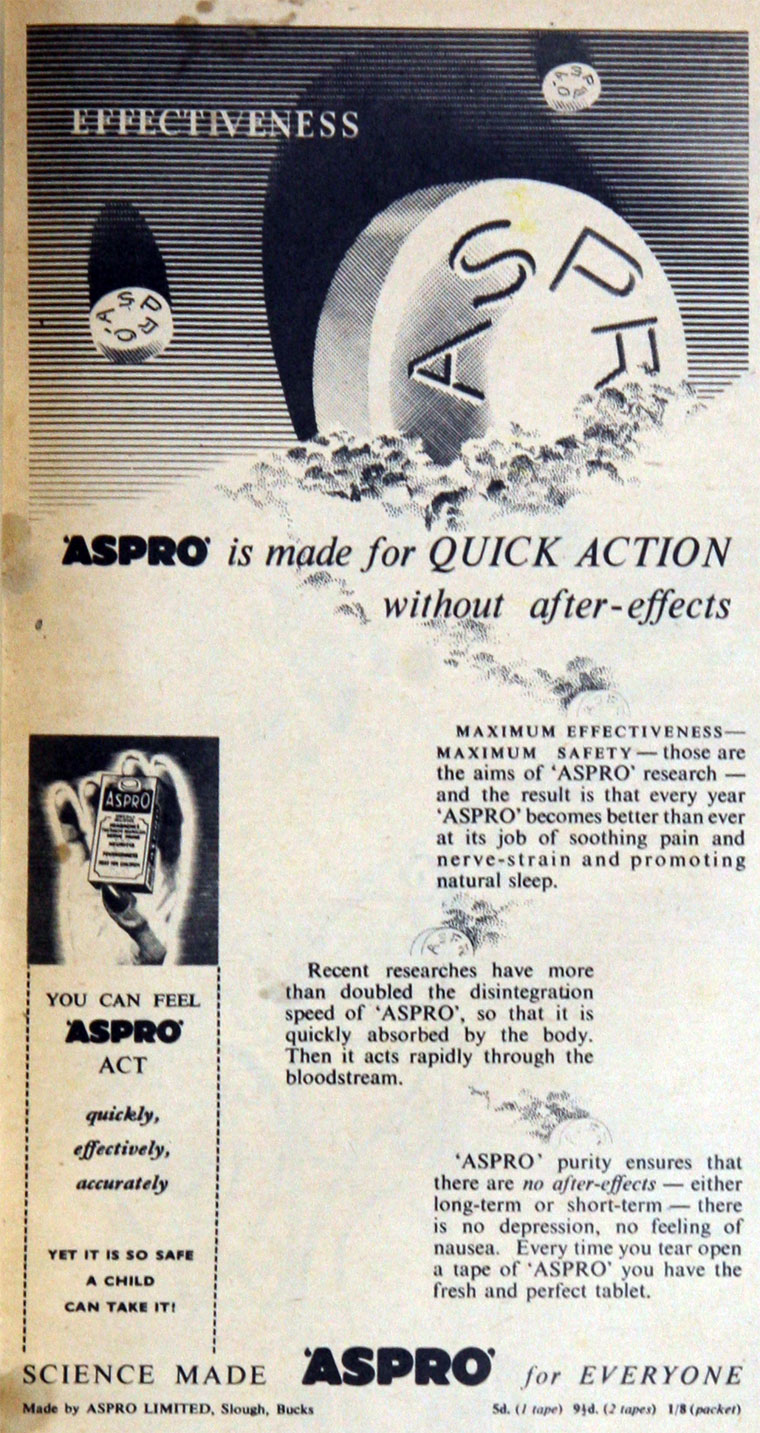 EFFECTIVENESS
ASPRO
ASPRO
ASPR
'ASPRO' is made for QUICK ACTION
without after-effects
MAXIMUM EFFECTIVENESS—
MAXIMUM SAFETY — those are
the aims of 'ASPRO' research —
and the result is that every year
'ASPRO' becomes better than ever
at its job of soothing pain and
nerve-strain and promoting
natural sleep.
ASPRO
Recent researches have more
than doubled the disintegration
speed of 'ASPRO', so that it is
quickly absorbed by the body.
Then it acts rapidly through the
bloodstream.
YOU CAN FEEL
'ASPRO'
ACT
quickly,
effectively,
accurately
YET IT IS SO SAFE
A CHILD
CAN TAKE IT!
'ASPRO' purity ensures that
there are no after-effects — either
long-term or short-term — there
is no depression, no feeling of
nausea. Every time you tear open
a tape of 'ASPRO' you have the
fresh and perfect tablet.
SCIENCE MADE 'ASPRO' for EVERYONE
Made by ASPRO LIMITED, Slough, Bucks
5d. (1 tape) 9½d. (2 tapes) 1/8 (packet)